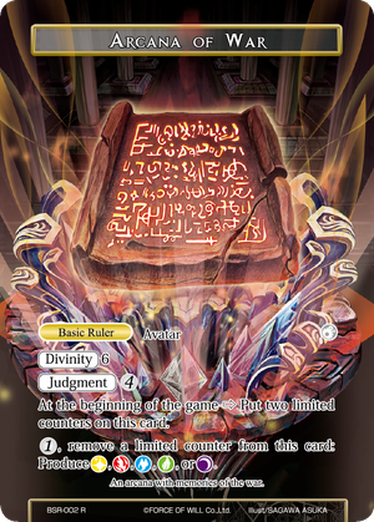 Arcana of War
Basic Ruler Avatar
Divinity 6
Judgment 4
At the beginning of the game ⇨ Put two limited
counters on this card.
1, remove a limited counter from this card:
Produce , , , , or .
An arcana with memories of the war.
BSR-002 R ©FORCE OF WILL Co.,Ltd. Illust/SAGAWA ASUKA